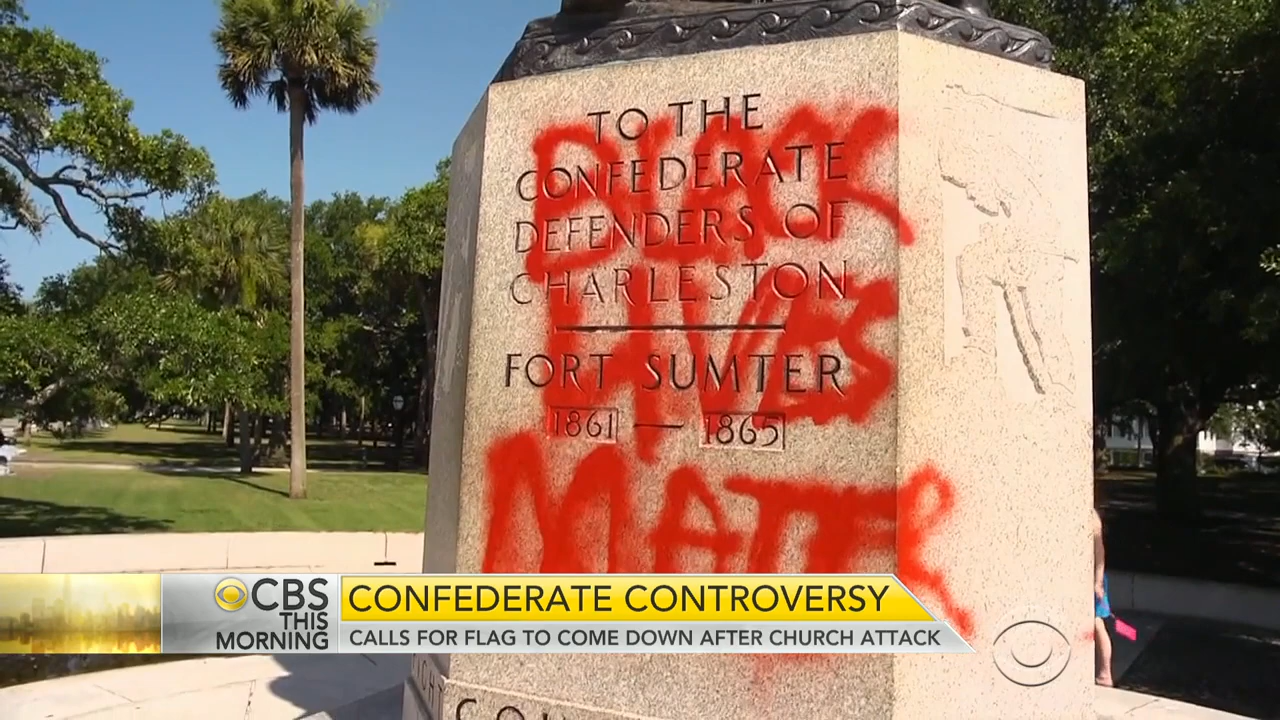 TO THE
CONFEDERATE
DEFENDERS OF
CHARLESTON
FORT SUMTER
1861 — 1865
BLACK
LIVES
MATTER
CBS
THIS
MORNING
CONFEDERATE CONTROVERSY
CALLS FOR FLAG TO COME DOWN AFTER CHURCH ATTACK